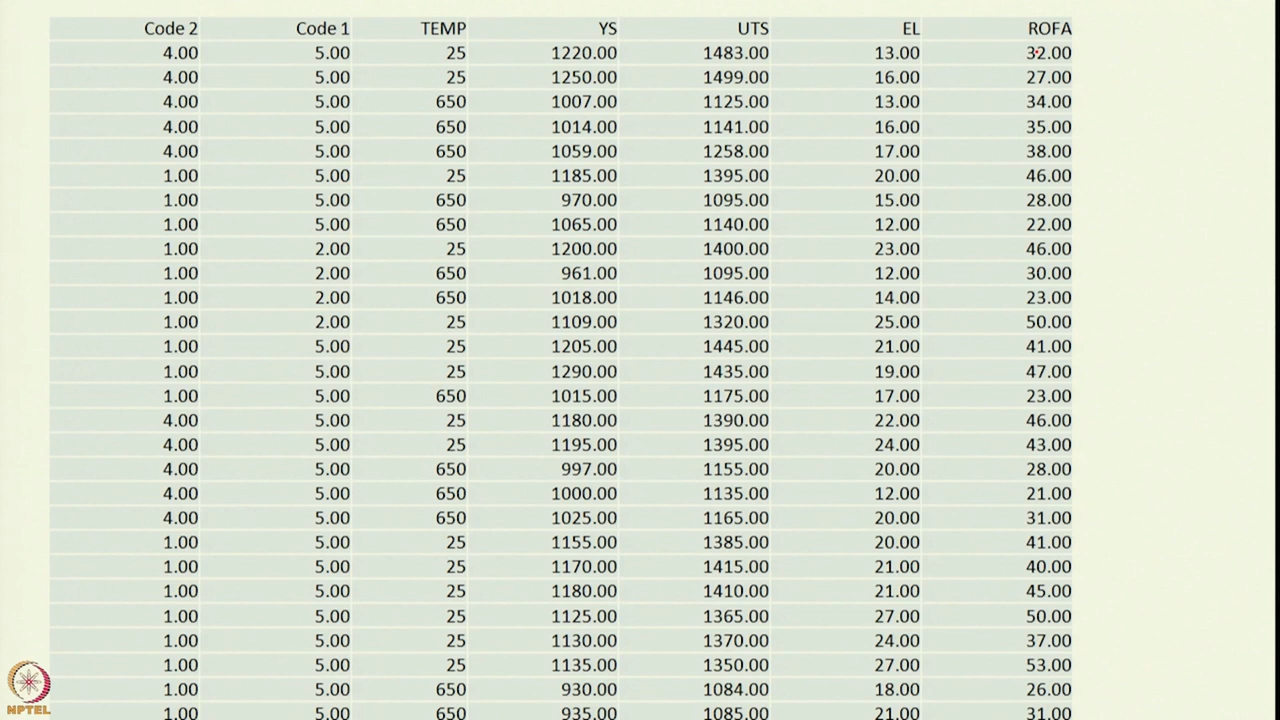 Code 2 Code 1 TEMP YS UTS EL ROFA
4.00 5.00 25 1220.00 1483.00 13.00 32.00
4.00 5.00 25 1250.00 1499.00 16.00 27.00
4.00 5.00 650 1007.00 1125.00 13.00 34.00
4.00 5.00 650 1014.00 1141.00 16.00 35.00
4.00 5.00 650 1059.00 1258.00 17.00 38.00
1.00 5.00 25 1185.00 1395.00 20.00 46.00
1.00 5.00 650 970.00 1095.00 15.00 28.00
1.00 5.00 650 1065.00 1140.00 12.00 22.00
1.00 2.00 25 1200.00 1400.00 23.00 46.00
1.00 2.00 650 961.00 1095.00 12.00 30.00
1.00 2.00 650 1018.00 1146.00 14.00 23.00
1.00 2.00 25 1109.00 1320.00 25.00 50.00
1.00 5.00 25 1205.00 1445.00 21.00 41.00
1.00 5.00 25 1290.00 1435.00 19.00 47.00
1.00 5.00 650 1015.00 1175.00 17.00 23.00
4.00 5.00 25 1180.00 1390.00 22.00 46.00
4.00 5.00 25 1195.00 1395.00 24.00 43.00
4.00 5.00 650 997.00 1155.00 20.00 28.00
4.00 5.00 650 1000.00 1135.00 12.00 21.00
4.00 5.00 650 1025.00 1165.00 20.00 31.00
1.00 5.00 25 1155.00 1385.00 20.00 41.00
1.00 5.00 25 1170.00 1415.00 21.00 40.00
1.00 5.00 25 1180.00 1410.00 21.00 45.00
1.00 5.00 25 1125.00 1365.00 27.00 50.00
1.00 5.00 25 1130.00 1370.00 24.00 37.00
1.00 5.00 25 1135.00 1350.00 27.00 53.00
1.00 5.00 650 930.00 1084.00 18.00 26.00
1.00 5.00 650 935.00 1085.00 21.00 31.00
NPTEL